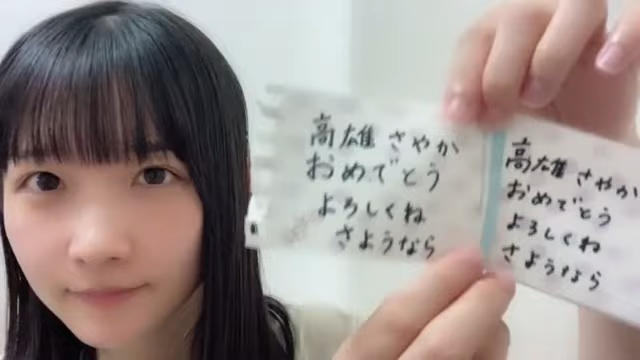 高雄 さやか
おめでとう
よろしくね
さようなら
高雄 さやか
おめでとう
よろしくね
さようなら